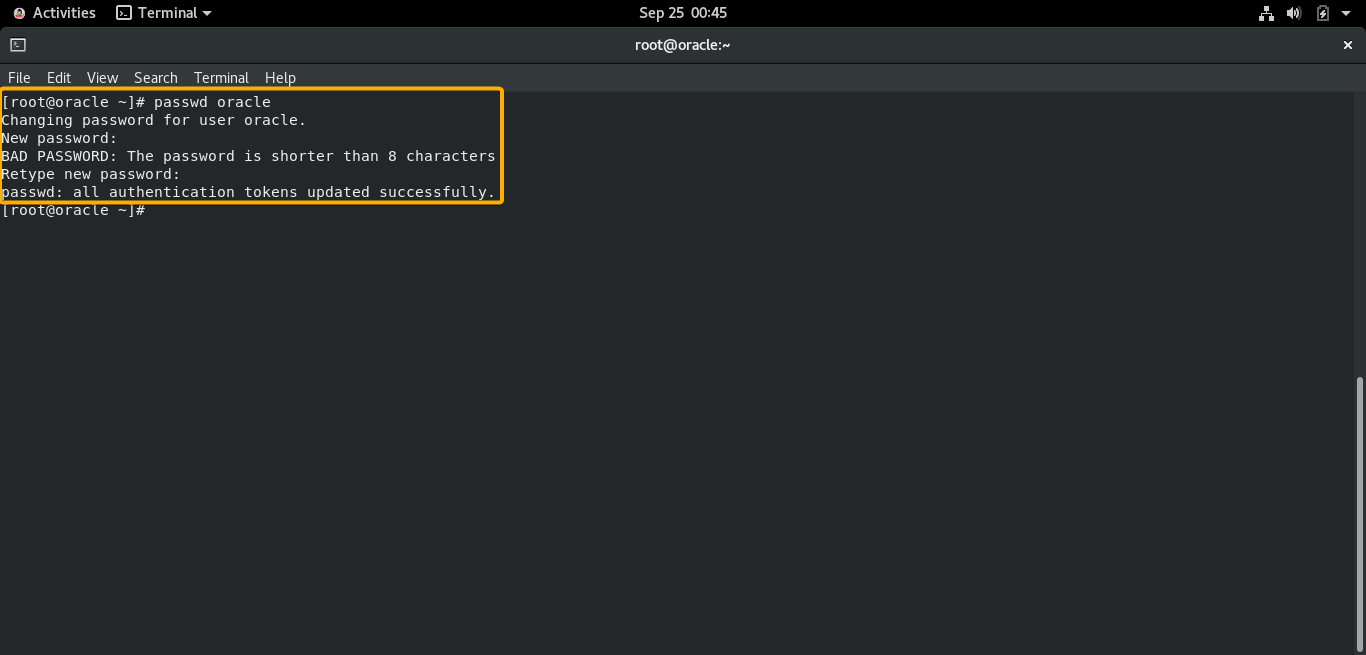 Activities Terminal Sep 25 00:45
root@oracle:~
File Edit View Search Terminal Help
[root@oracle ~]# passwd oracle
Changing password for user oracle.
New password:
BAD PASSWORD: The password is shorter than 8 characters
Retype new password:
passwd: all authentication tokens updated successfully.
[root@oracle ~]#